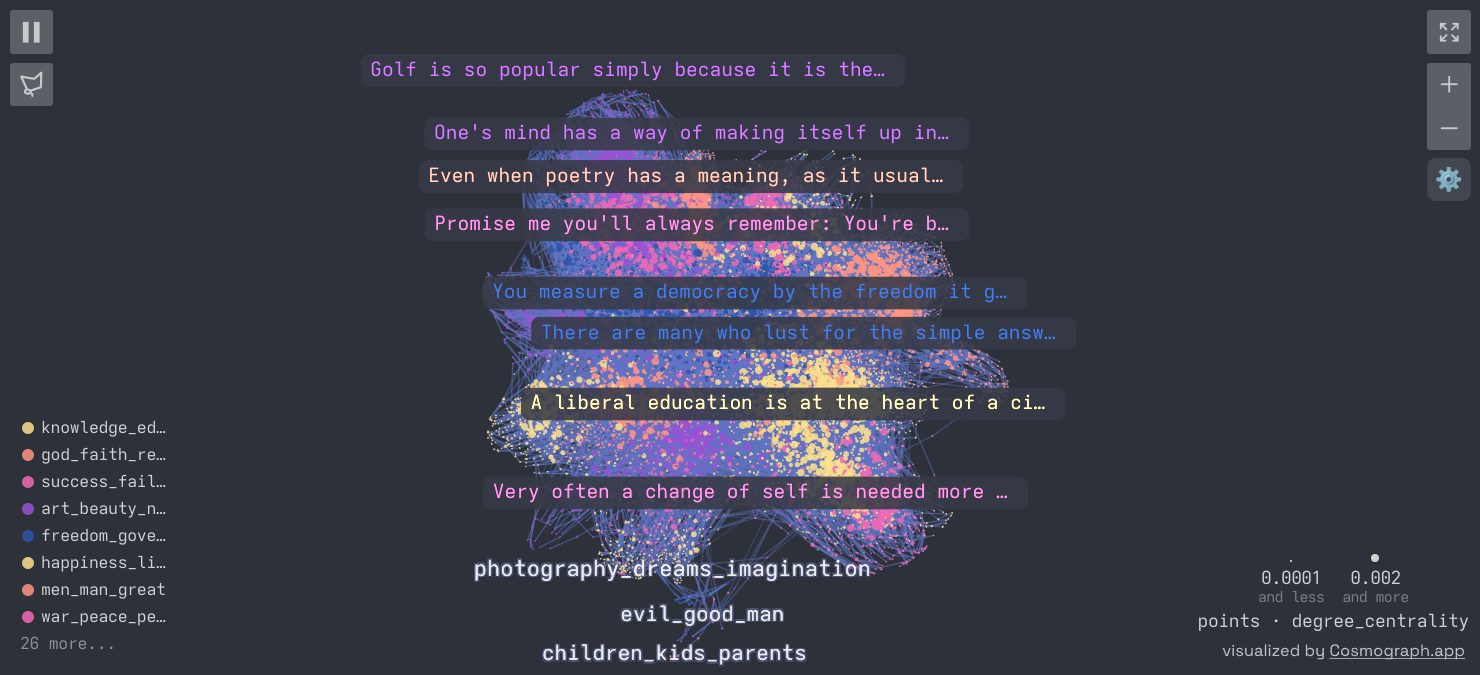 Golf is so popular simply because it is the…
One's mind has a way of making itself up in…
Even when poetry has a meaning, as it usual…
Promise me you'll always remember: You're b…
You measure a democracy by the freedom it g…
There are many who lust for the simple answ…
A liberal education is at the heart of a ci…
Very often a change of self is needed more …
photography_dreams_imagination
evil_good_man
children_kids_parents
knowledge_ed…
god_faith_re…
success_fail…
art_beauty_n…
freedom_gove…
happiness_li…
men_man_great
war_peace_pe…
26 more...
0.0001 0.002
and less and more
points · degree_centrality
visualized by Cosmograph.app